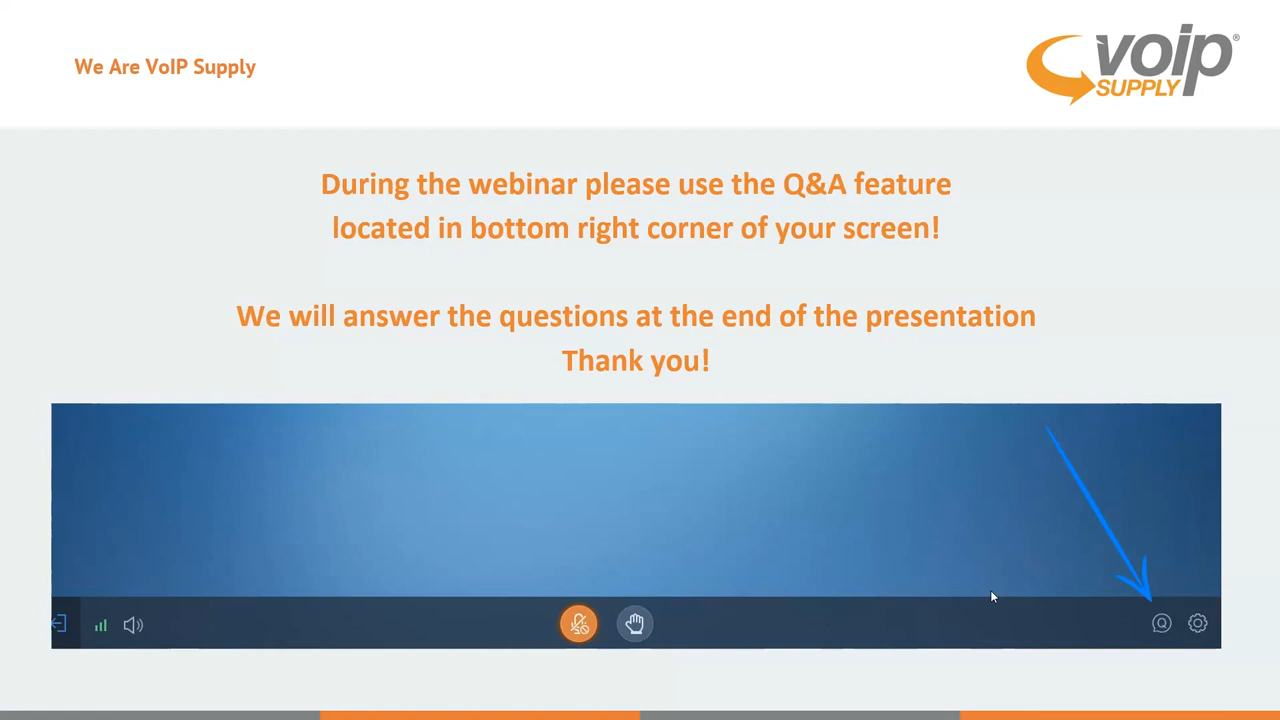 We Are VoIP Supply
voip®
SUPPLY
During the webinar please use the Q&A feature
located in bottom right corner of your screen!
We will answer the questions at the end of the presentation
Thank you!
Q